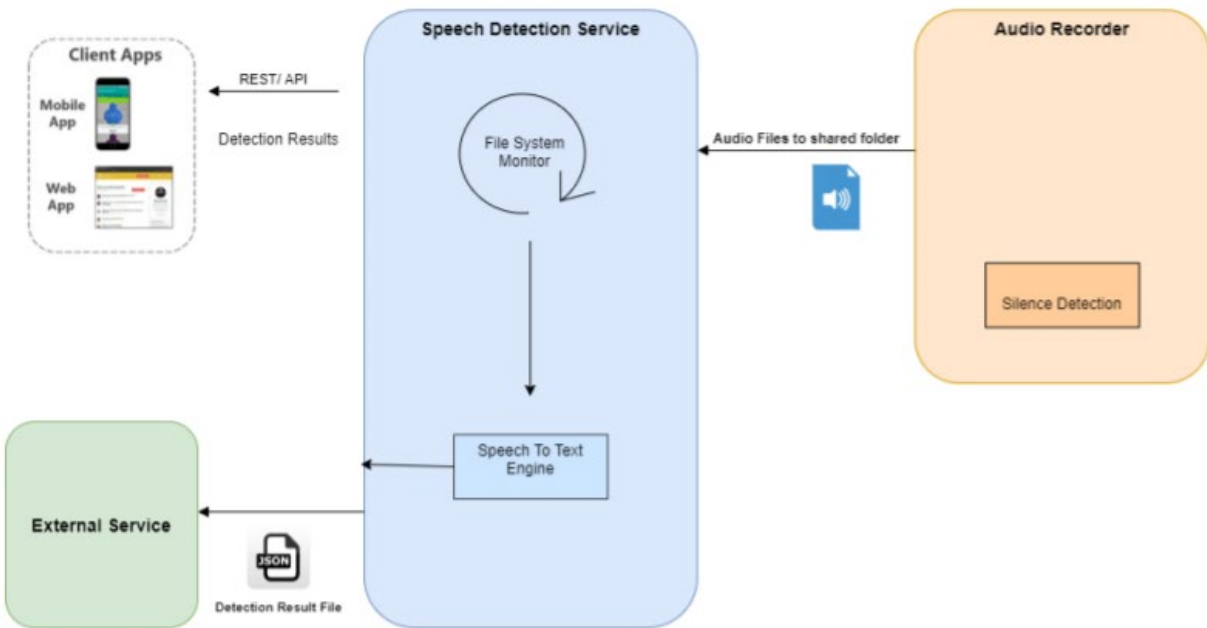 Speech Detection Service
Audio Recorder
Client Apps
Mobile
App
Web
App
REST/ API
Detection Results
File System
Monitor
Audio Files to shared folder
Silence Detection
Speech To Text
Engine
External Service
JSON
Detection Result File